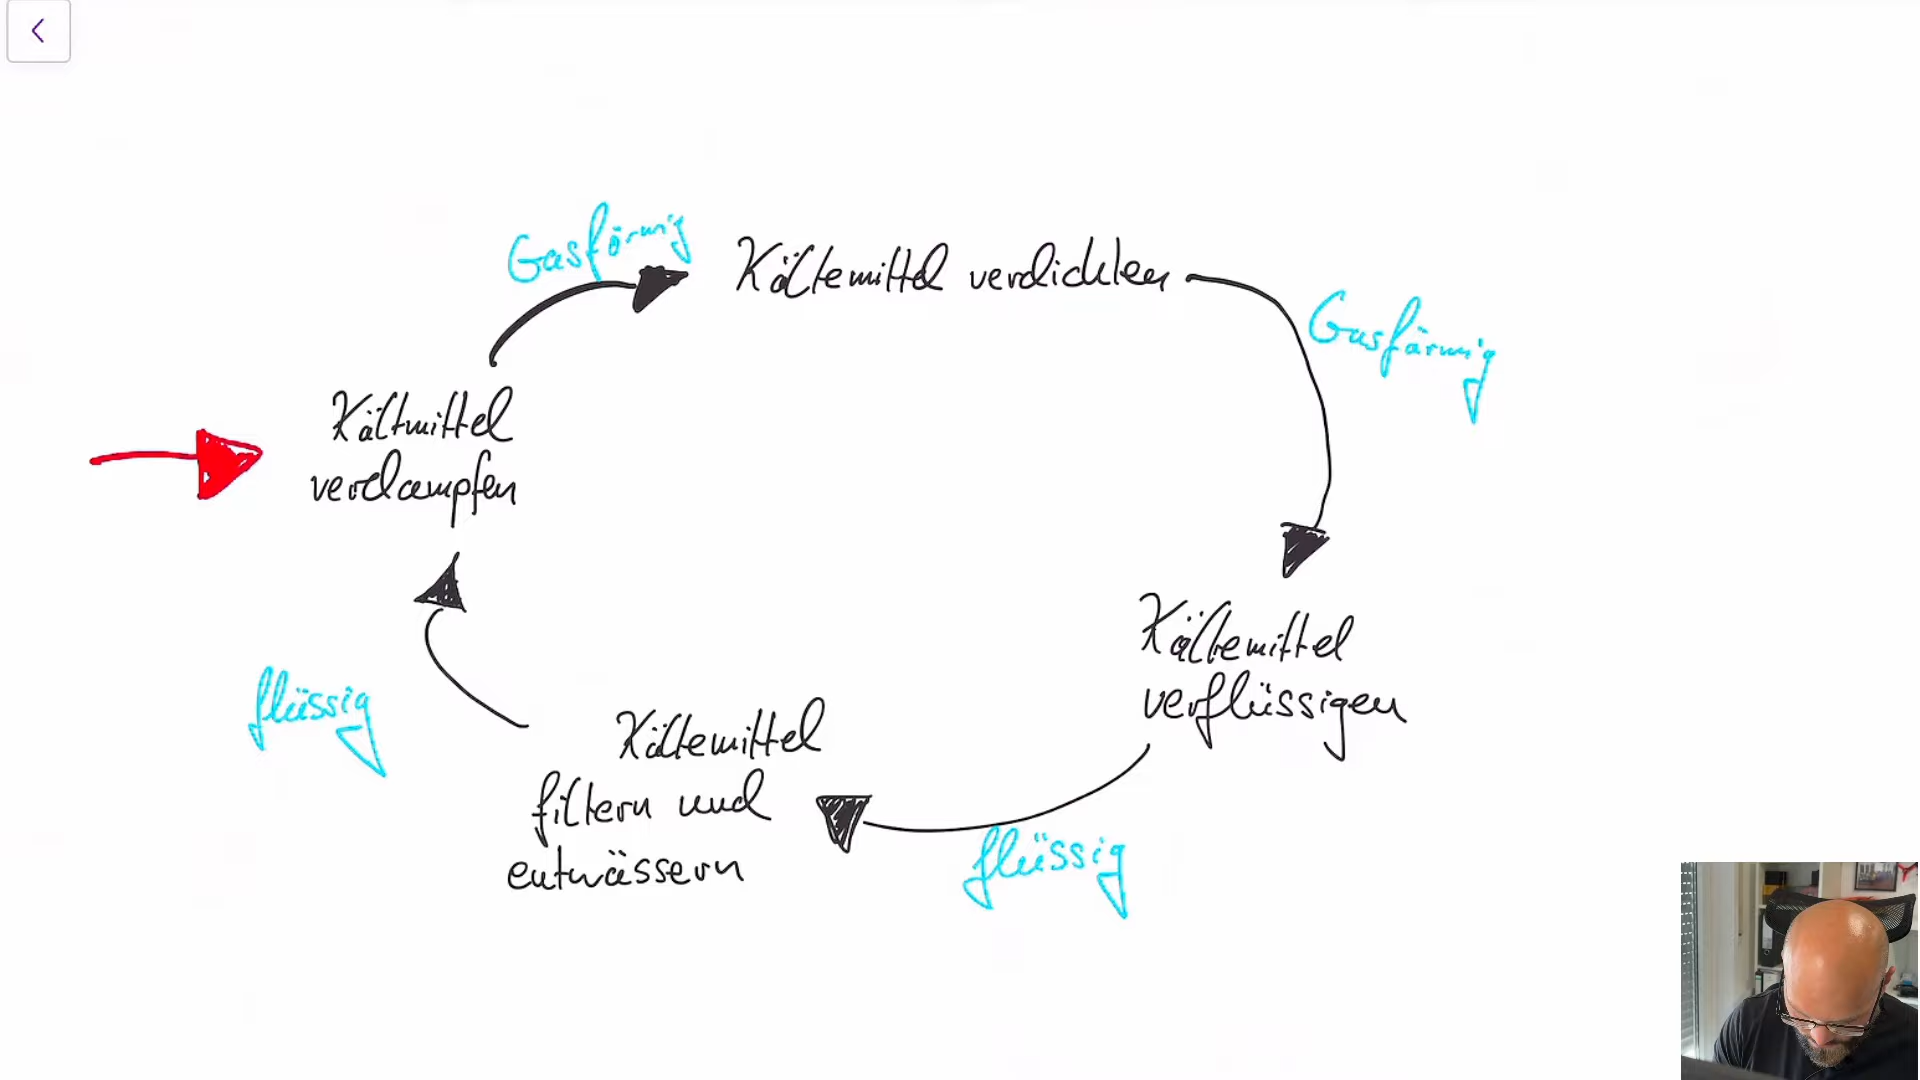 Gasförmig
Kältemittel verdichten
Gasförmig
Kältmittel
verdampfen
Kältemittel
verflüssigen
flüssig
Kältemittel
filtern und
entwässern
flüssig